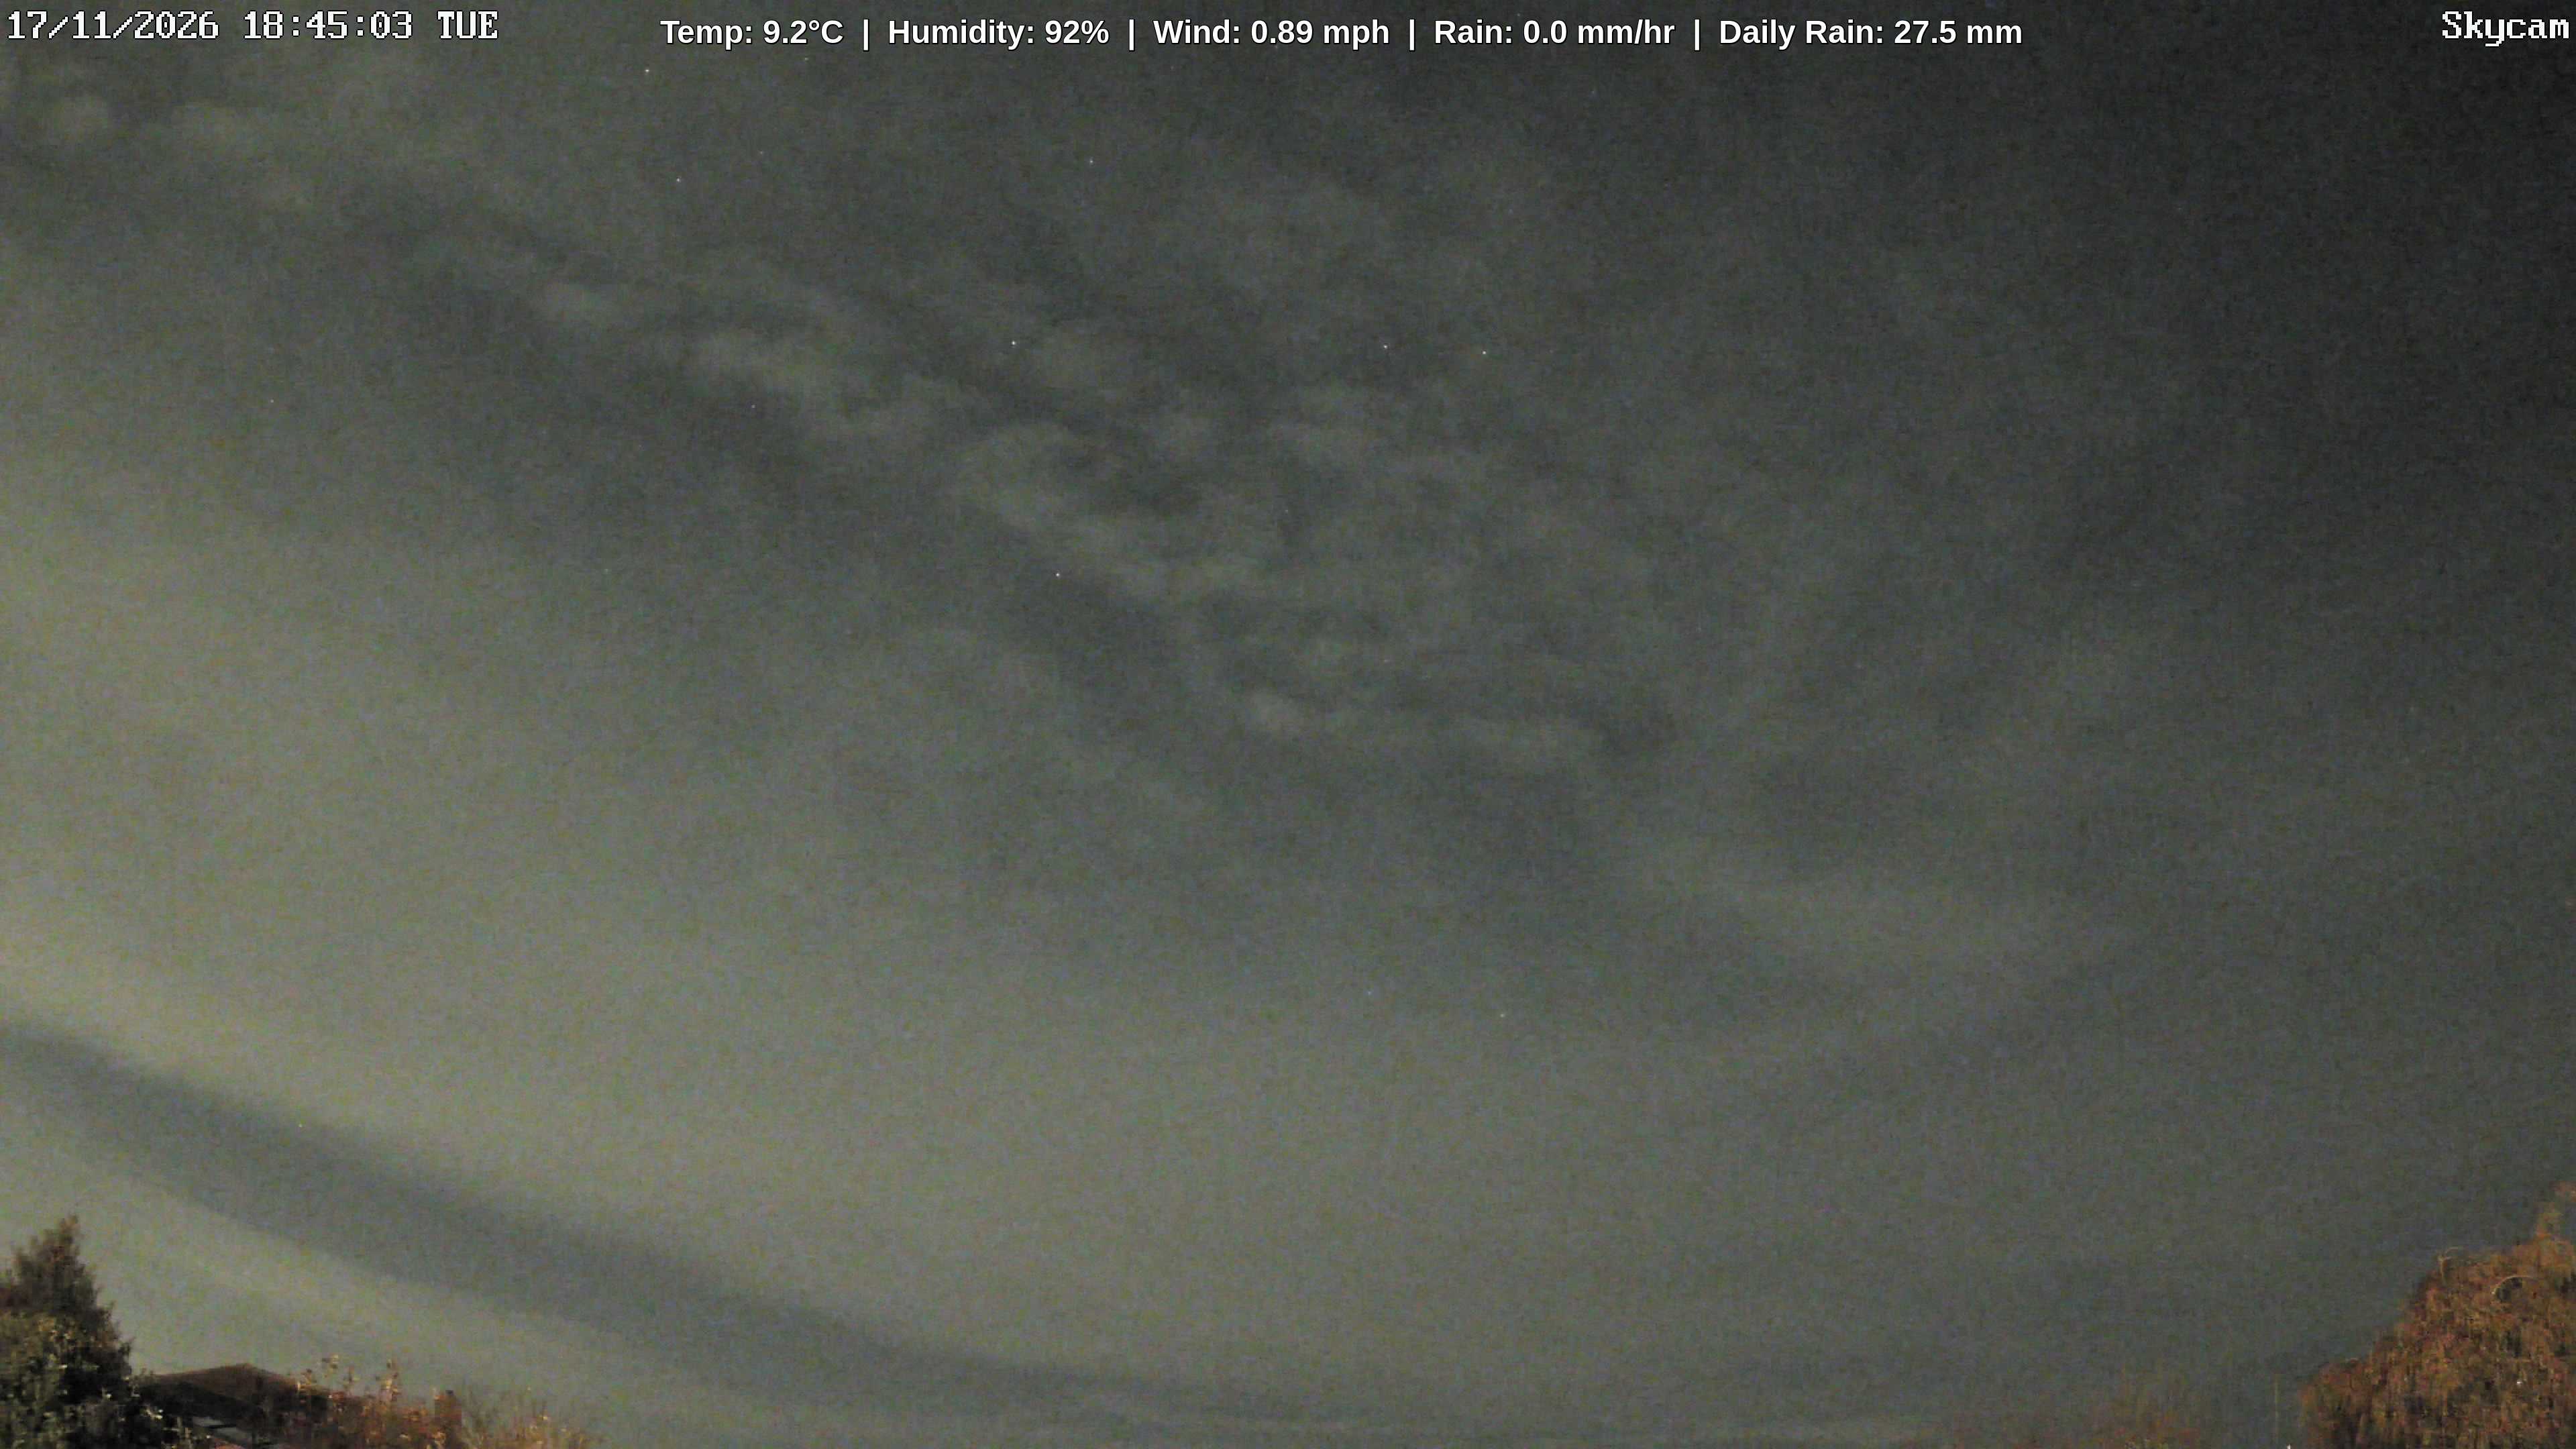 17/11/2026 18:45:03 TUE
Temp: 9.2°C | Humidity: 92% | Wind: 0.89 mph | Rain: 0.0 mm/hr | Daily Rain: 27.5 mm
Skycam